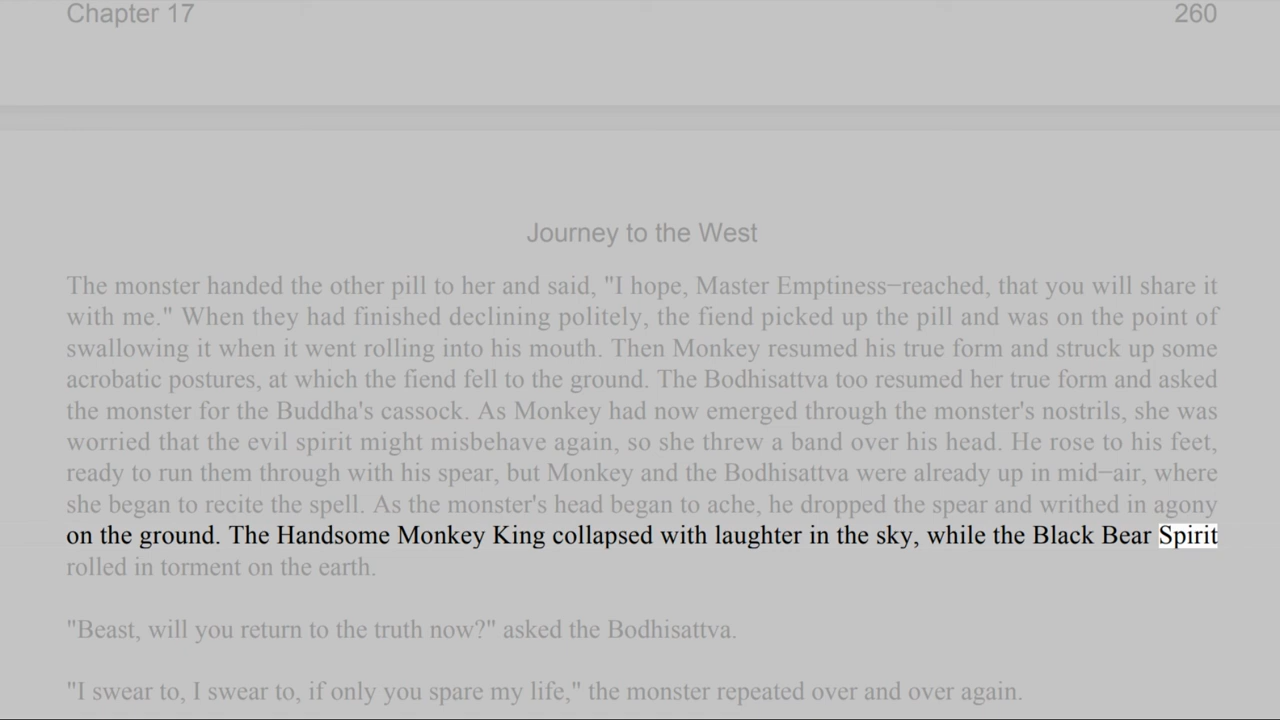 Chapter 17
260
Journey to the West
The monster handed the other pill to her and said, "I hope, Master Emptiness−reached, that you will share it
with me." When they had finished declining politely, the fiend picked up the pill and was on the point of
swallowing it when it went rolling into his mouth. Then Monkey resumed his true form and struck up some
acrobatic postures, at which the fiend fell to the ground. The Bodhisattva too resumed her true form and asked
the monster for the Buddha's cassock. As Monkey had now emerged through the monster's nostrils, she was
worried that the evil spirit might misbehave again, so she threw a band over his head. He rose to his feet,
ready to run them through with his spear, but Monkey and the Bodhisattva were already up in mid−air, where
she began to recite the spell. As the monster's head began to ache, he dropped the spear and writhed in agony
on the ground. The Handsome Monkey King collapsed with laughter in the sky, while the Black Bear Spirit
rolled in torment on the earth.
"Beast, will you return to the truth now?" asked the Bodhisattva.
"I swear to, I swear to, if only you spare my life," the monster repeated over and over again.